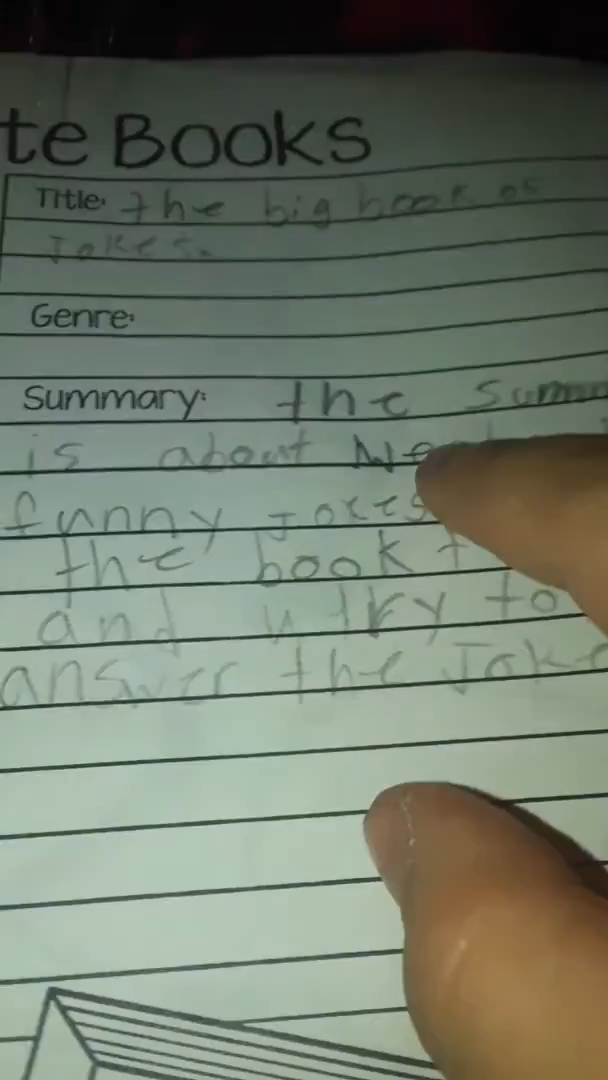 te BOOKS
Title: the big book of
Jokes.
Genre:
Summary: the Summ
is about
funny Jokes
the book t
and u try to
answer the Joke